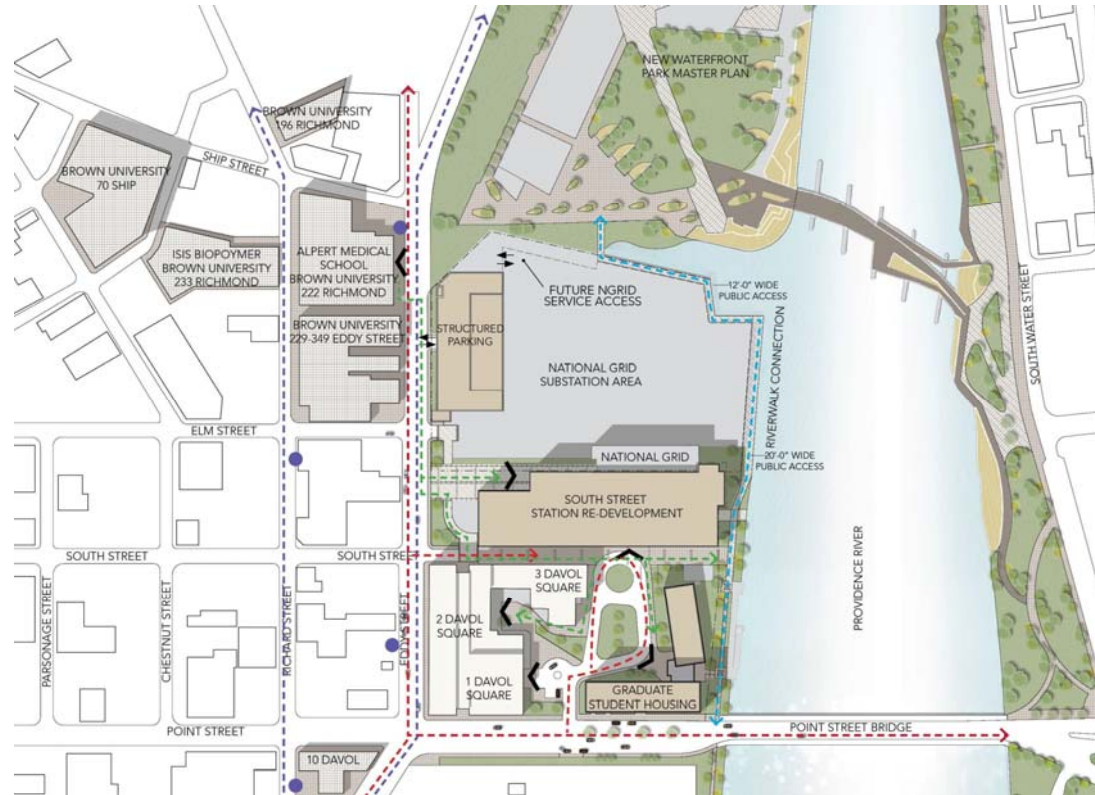 NEW WATERFRONT
PARK MASTER PLAN
BROWN UNIVERSITY
196 RICHMOND
SHIP STREET
BROWN UNIVERSITY
70 SHIP
ISIS BIOPOYMER
BROWN UNIVERSITY
233 RICHMOND
ALPERT MEDICAL
SCHOOL
BROWN UNIVERSITY
222 RICHMOND
FUTURE NGRID
SERVICE ACCESS
12'-0" WIDE
PUBLIC ACCESS
SOUTH WATER STREET
BROWN UNIVERSITY
229-349 EDDY STREET
STRUCTURED
PARKING
NATIONAL GRID
SUBSTATION AREA
RIVERWALK CONNECTION
ELM STREET
NATIONAL GRID
20'-0" WIDE
PUBLIC ACCESS
SOUTH STREET
STATION RE-DEVELOPMENT
PROVIDENCE RIVER
SOUTH STREET
SOUTH STREET
3 DAVOL
SQUARE
PARSONAGE STREET
CHESTNUT STREET
RICHARD STREET
EDDY STREET
2 DAVOL
SQUARE
1 DAVOL
SQUARE
GRADUATE
STUDENT HOUSING
POINT STREET
POINT STREET BRIDGE
10 DAVOL